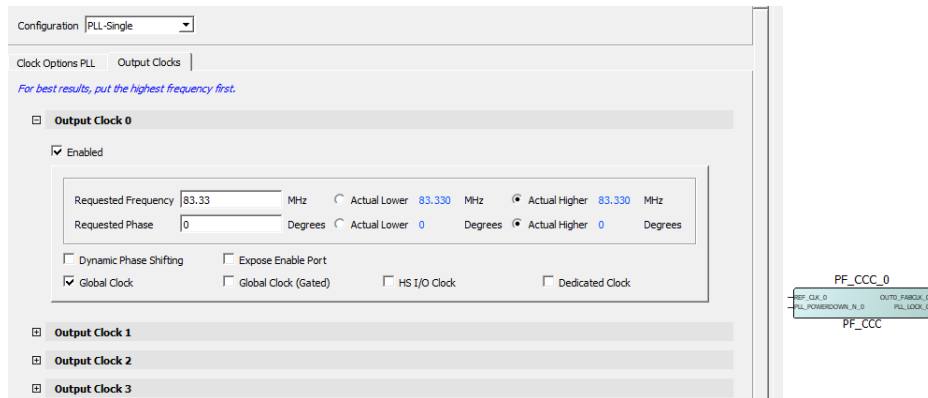 Configuration PLL-Single
Clock Options PLL Output Clocks
For best results, put the highest frequency first.
Output Clock 0
Enabled
Requested Frequency 83.33 MHz Actual Lower 83.330 MHz Actual Higher 83.330 MHz
Requested Phase 0 Degrees Actual Lower 0 Degrees Actual Higher 0 Degrees
Dynamic Phase Shifting Expose Enable Port
Global Clock Global Clock (Gated) HS I/O Clock Dedicated Clock
PF_CCC_0
REF_CLK_0 OUT0_FABCLK_0
PLL_POWERDOWN_N_0 PLL_LOCK_0
PF_CCC
Output Clock 1
Output Clock 2
Output Clock 3